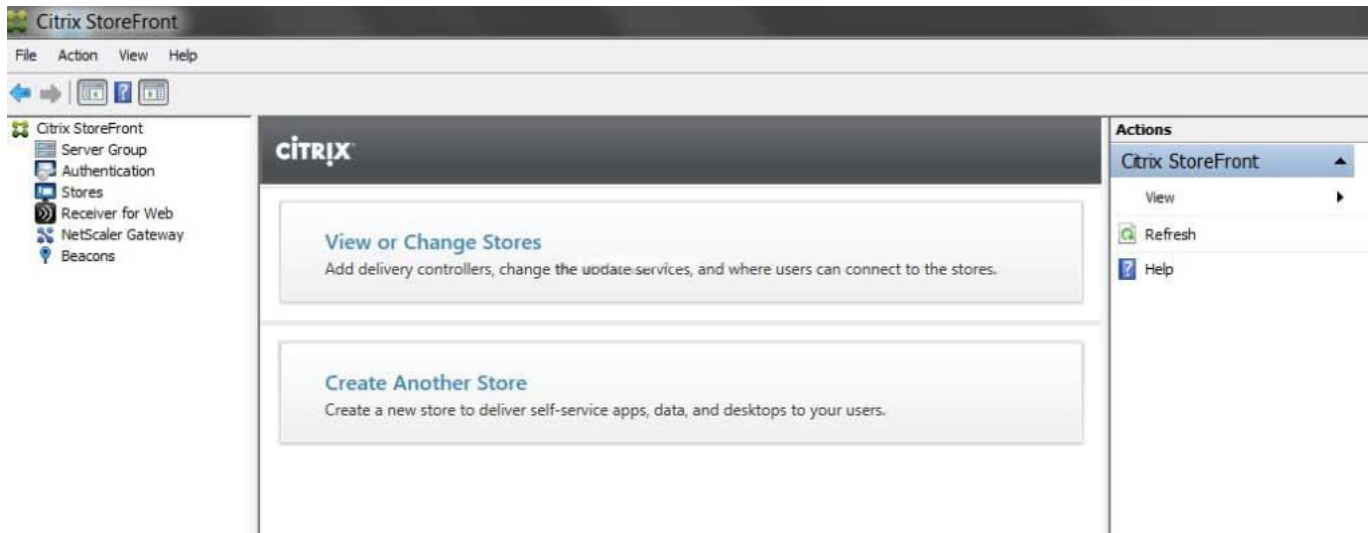 Citrix StoreFront
File Action View Help
Citrix StoreFront
Server Group
Authentication
Stores
Receiver for Web
NetScaler Gateway
Beacons
CİTRIX
View or Change Stores
Add delivery controllers, change the update services, and where users can connect to the stores.
Create Another Store
Create a new store to deliver self-service apps, data, and desktops to your users.
Actions
Citrix StoreFront
View
Refresh
Help